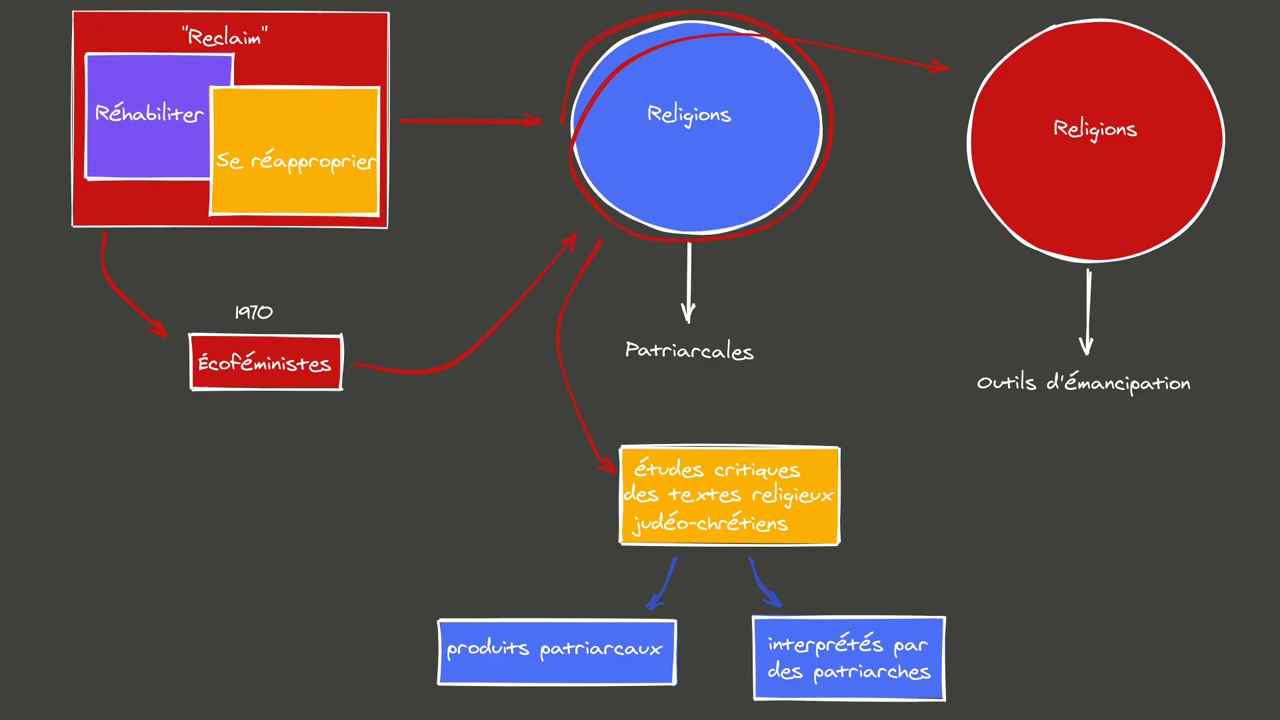 "Reclaim"
Réhabiliter
Se réapproprier
Religions
Religions
1970
Écoféministes
Patriarcales
Outils d'émancipation
études critiques
des textes religieux
judéo-chrétiens
produits patriarcaux
interprétés par
des patriarches